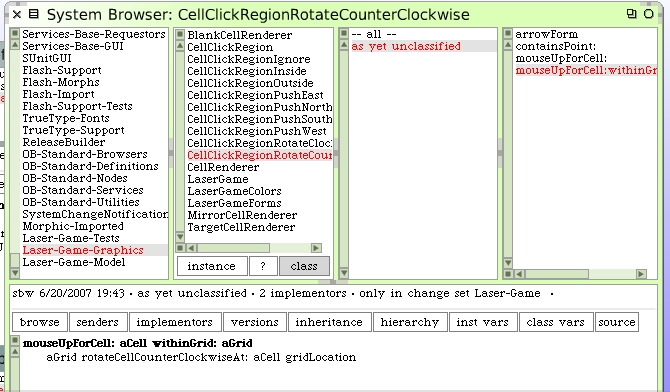 System Browser: CellClickRegionRotateCounterClockwise
Services-Base-Requestors
Services-Base-GUI
SUnitGUI
Flash-Support
Flash-Morphs
Flash-Import
Flash-Support-Tests
TrueType-Fonts
TrueType-Support
ReleaseBuilder
OB-Standard-Browsers
OB-Standard-Definitions
OB-Standard-Nodes
OB-Standard-Services
OB-Standard-Utilities
SystemChangeNotification
Morphic-Imported
Laser-Game-Tests
Laser-Game-Graphics
Laser-Game-Model
BlankCellRenderer
CellClickRegion
CellClickRegionIgnore
CellClickRegionInside
CellClickRegionOutside
CellClickRegionPushEast
CellClickRegionPushNorth
CellClickRegionPushSouth
CellClickRegionPushWest
CellClickRegionRotateCloc
CellClickRegionRotateCou
CellRenderer
LaserGame
LaserGameColors
LaserGameForms
MirrorCellRenderer
TargetCellRenderer
instance ? class
-- all --
as yet unclassified
arrowForm
containsPoint:
mouseUpForCell:
mouseUpForCell:withinGr
sbw 6/20/2007 19:43 · as yet unclassified · 2 implementors · only in change set Laser-Game ·
browse senders implementors versions inheritance hierarchy inst vars class vars source
mouseUpForCell: aCell withinGrid: aGrid
aGrid rotateCellCounterClockwiseAt: aCell gridLocation